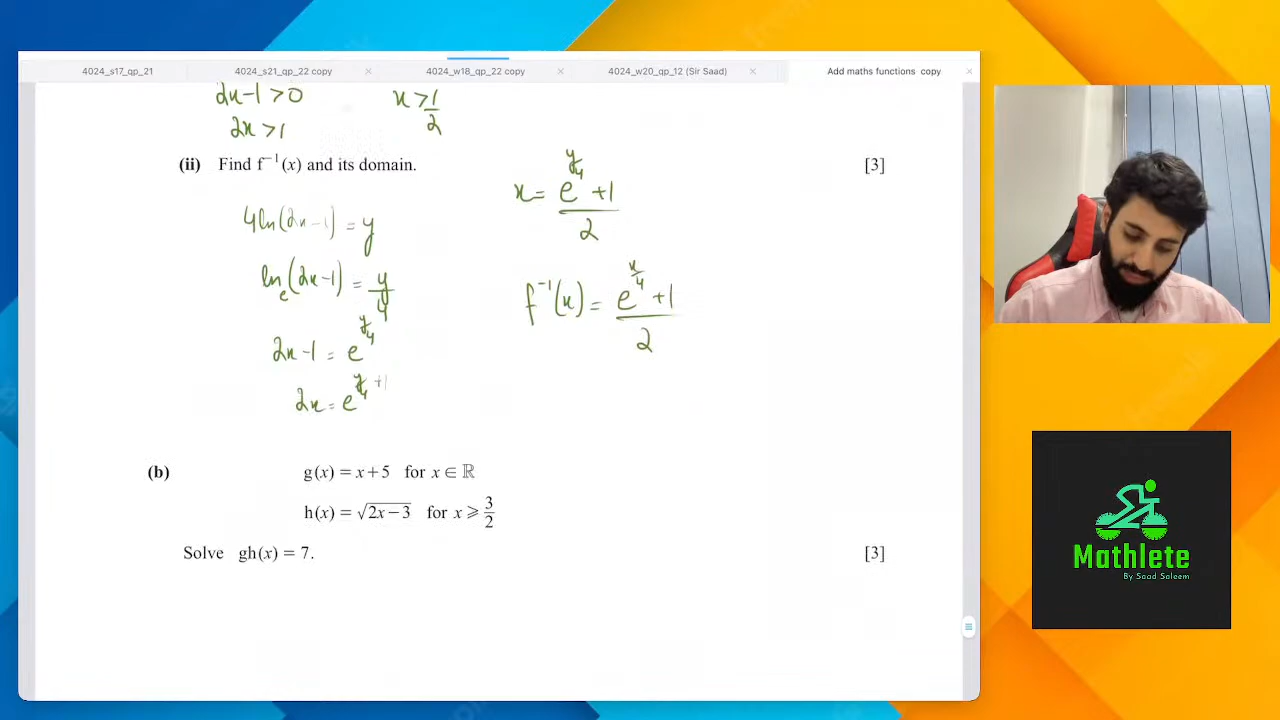 4024_s17_qp_21
4024_s21_qp_22 copy
4024_w18_qp_22 copy
4024_w20_qp_12 (Sir Saad)
Add maths functions copy
2x-1 > 0
x > 1/2
2x > 1
(ii) Find f⁻¹(x) and its domain. [3]
4ln(2x-1) = y
lnₑ(2x-1) = y/4
2x-1 = e^(y/4)
2x = e^(y/4) +1
x = (e^(y/4) +1)/2
f⁻¹(x) = (e^(x/4) +1)/2
(b) g(x) = x+5 for x ∈ ℝ
h(x) = √(2x-3) for x ⩾ 3/2
Solve gh(x) = 7. [3]
Mathlete
By Saad Saleem